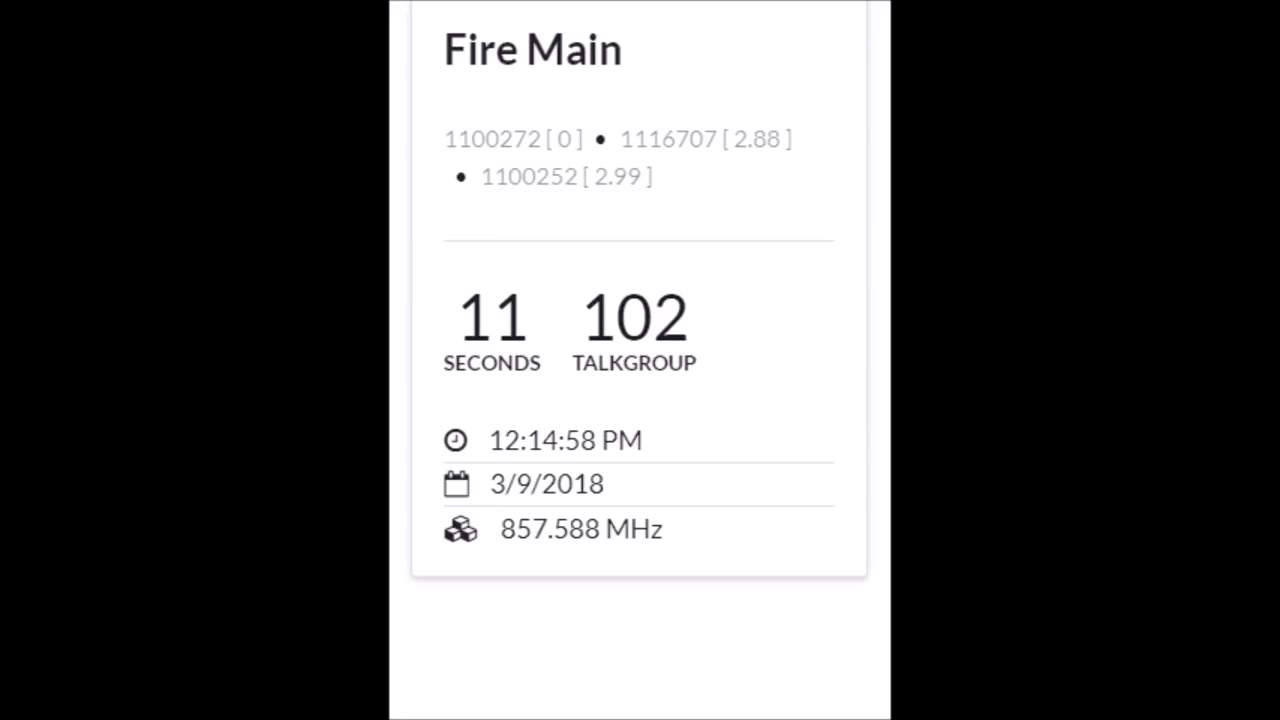 Fire Main
1100272 [ 0 ] • 1116707 [ 2.88 ]
• 1100252 [ 2.99 ]
11 102
SECONDS TALKGROUP
12:14:58 PM
3/9/2018
857.588 MHz